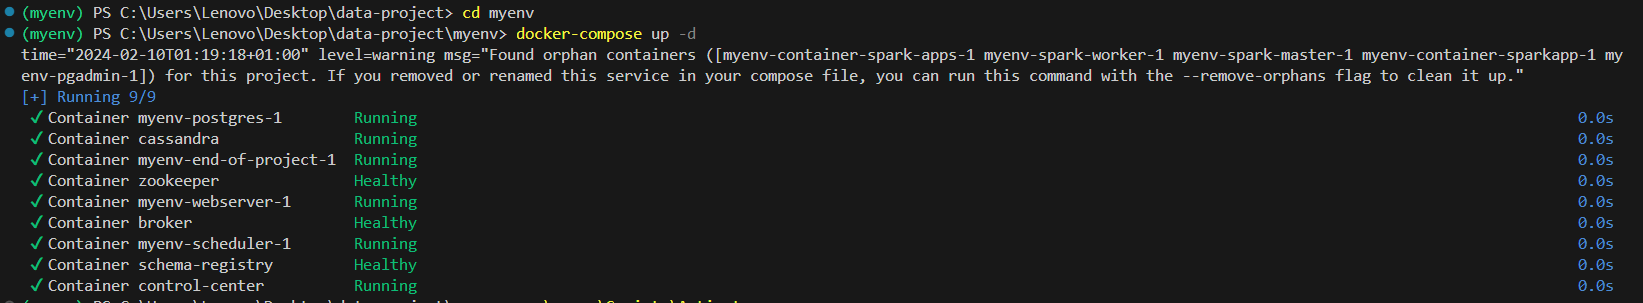 (myenv) PS C:\Users\Lenovo\Desktop\data-project> cd myenv
(myenv) PS C:\Users\Lenovo\Desktop\data-project\myenv> docker-compose up -d
time="2024-02-10T01:19:18+01:00" level=warning msg="Found orphan containers ([myenv-container-spark-apps-1 myenv-spark-worker-1 myenv-spark-master-1 myenv-container-sparkapp-1 my
env-pgadmin-1]) for this project. If you removed or renamed this service in your compose file, you can run this command with the --remove-orphans flag to clean it up."
[+] Running 9/9
✓ Container myenv-postgres-1 Running 0.0s
✓ Container cassandra Running 0.0s
✓ Container myenv-end-of-project-1 Running 0.0s
✓ Container zookeeper Healthy 0.0s
✓ Container myenv-webserver-1 Running 0.0s
✓ Container broker Healthy 0.0s
✓ Container myenv-scheduler-1 Running 0.0s
✓ Container schema-registry Healthy 0.0s
✓ Container control-center Running 0.0s